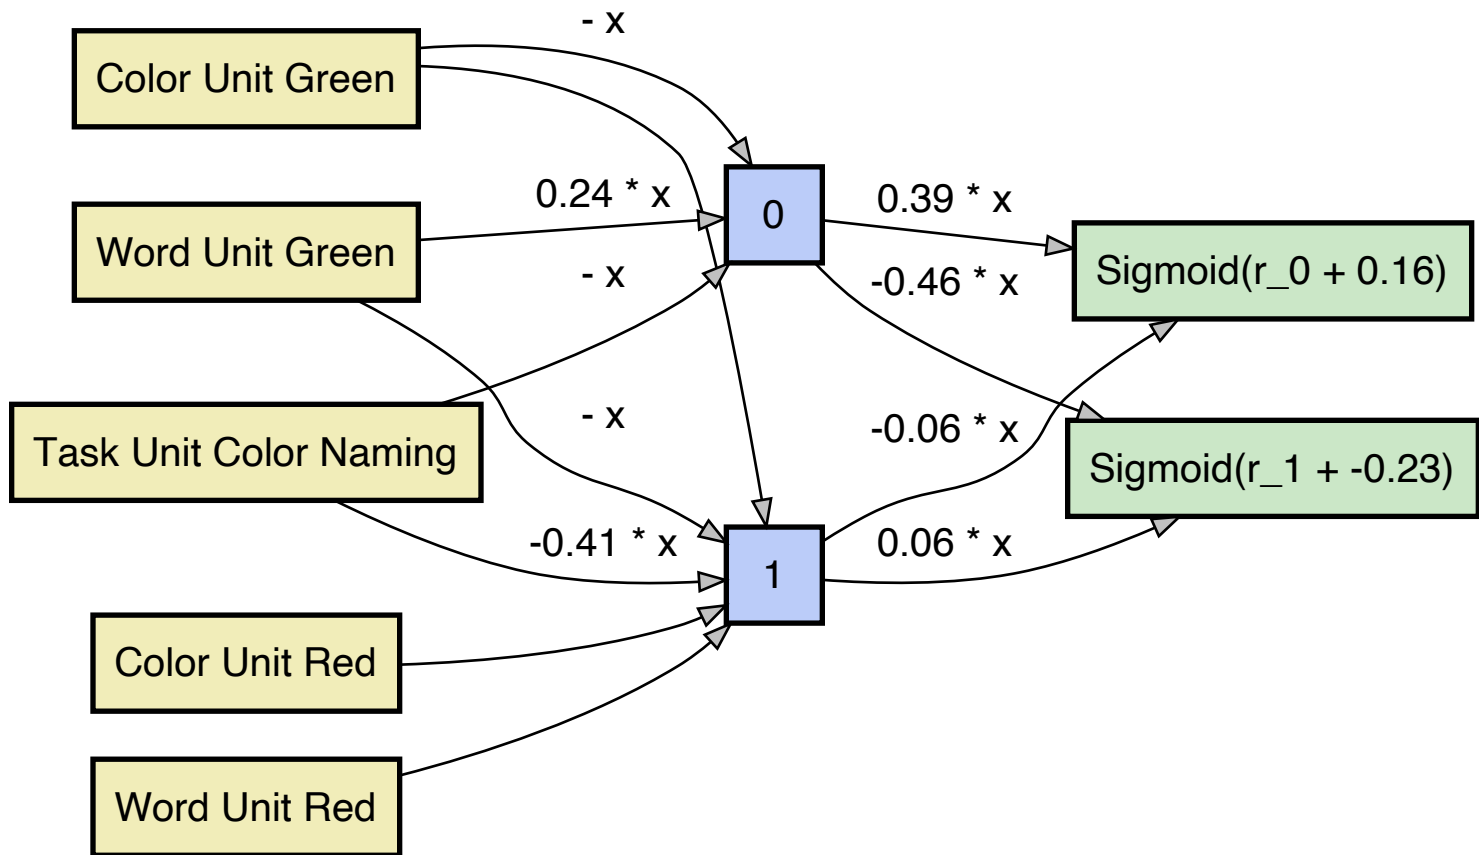 - x
Color Unit Green
0.24 * x
0
0.39 * x
Word Unit Green
- x
-0.46 * x
Sigmoid(r_0 + 0.16)
Task Unit Color Naming
- x
-0.06 * x
Sigmoid(r_1 + -0.23)
-0.41 * x
1
0.06 * x
Color Unit Red
Word Unit Red